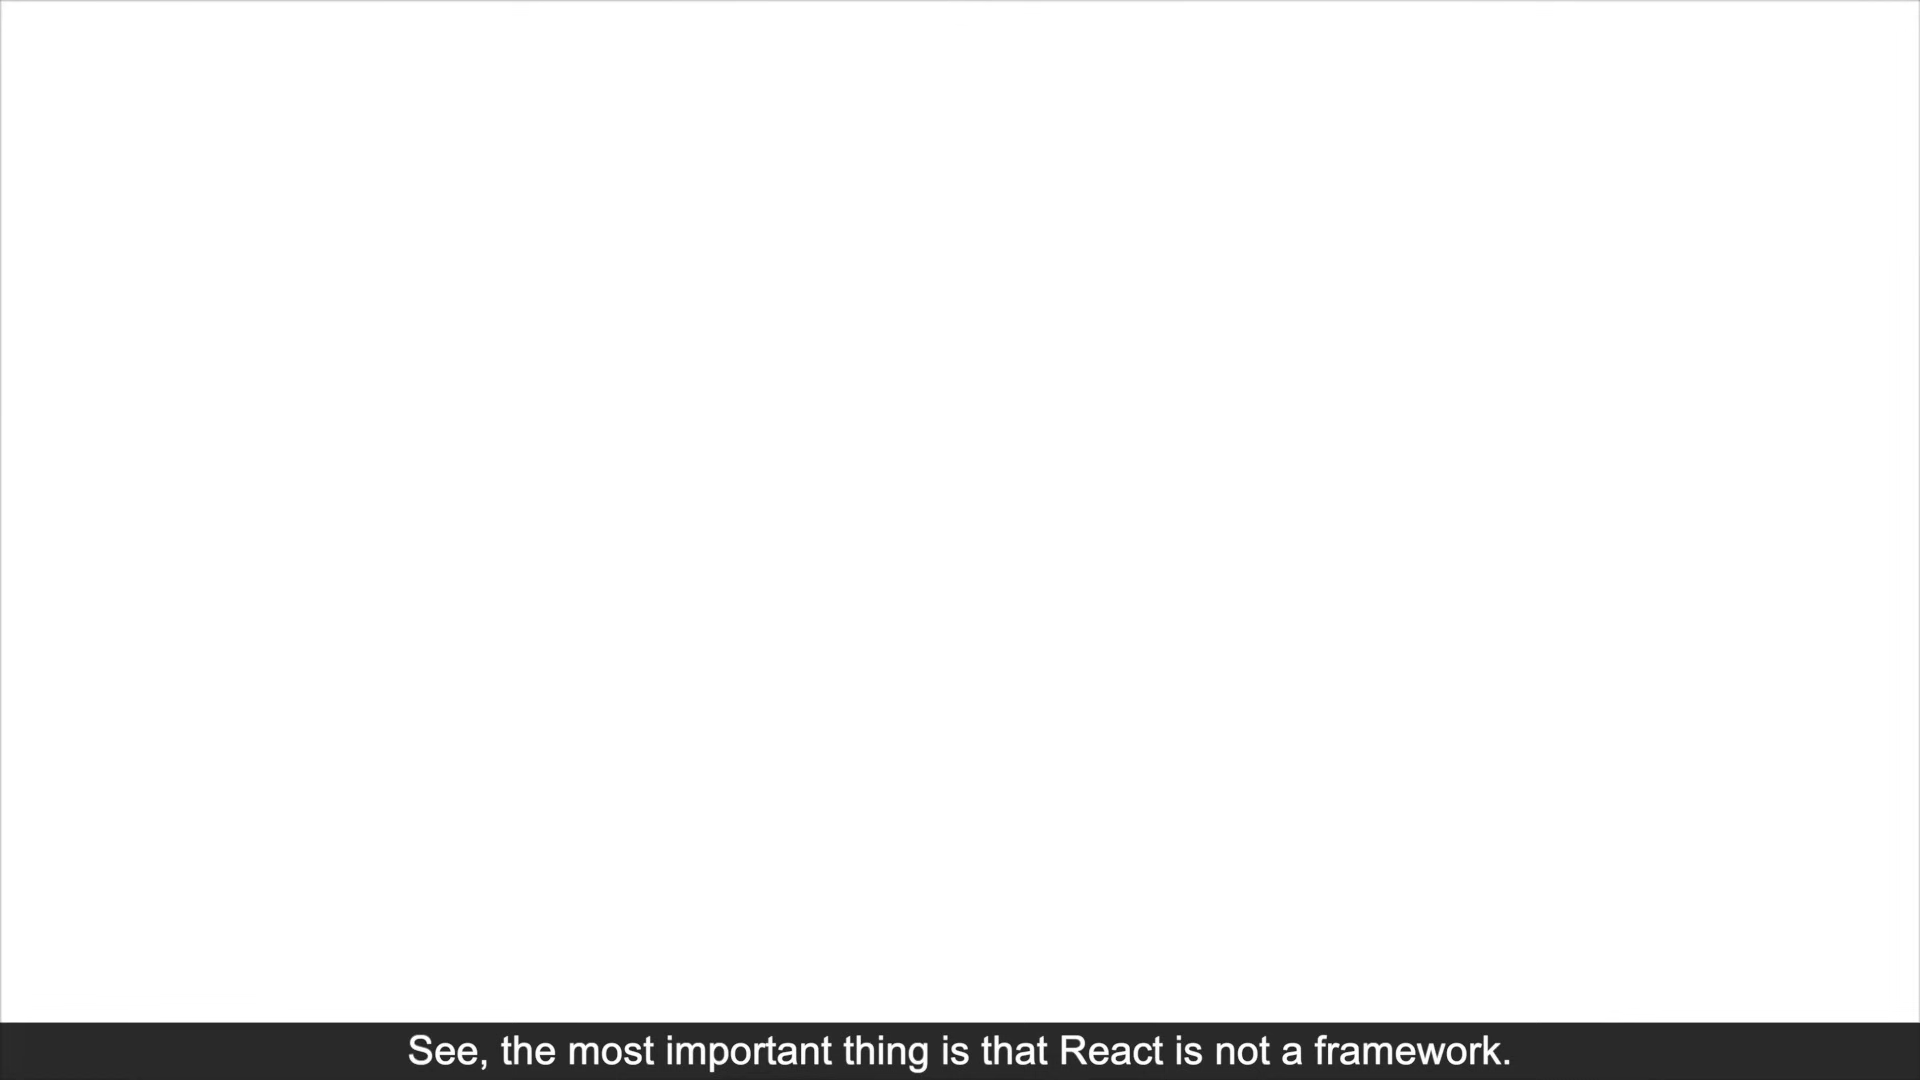 See, the most important thing is that React is not a framework.